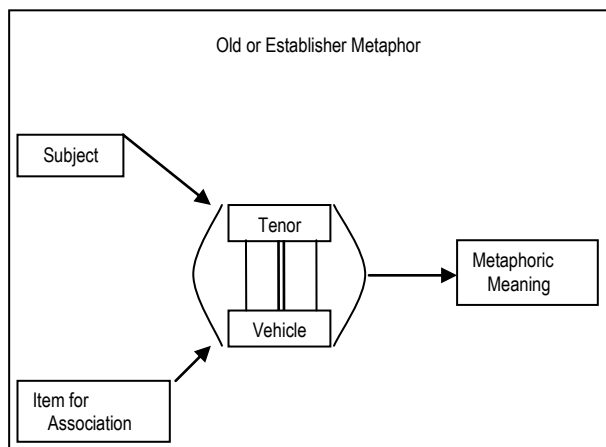 Old or Establisher Metaphor
Subject
Tenor
Metaphoric
Meaning
Vehicle
Item for
Association